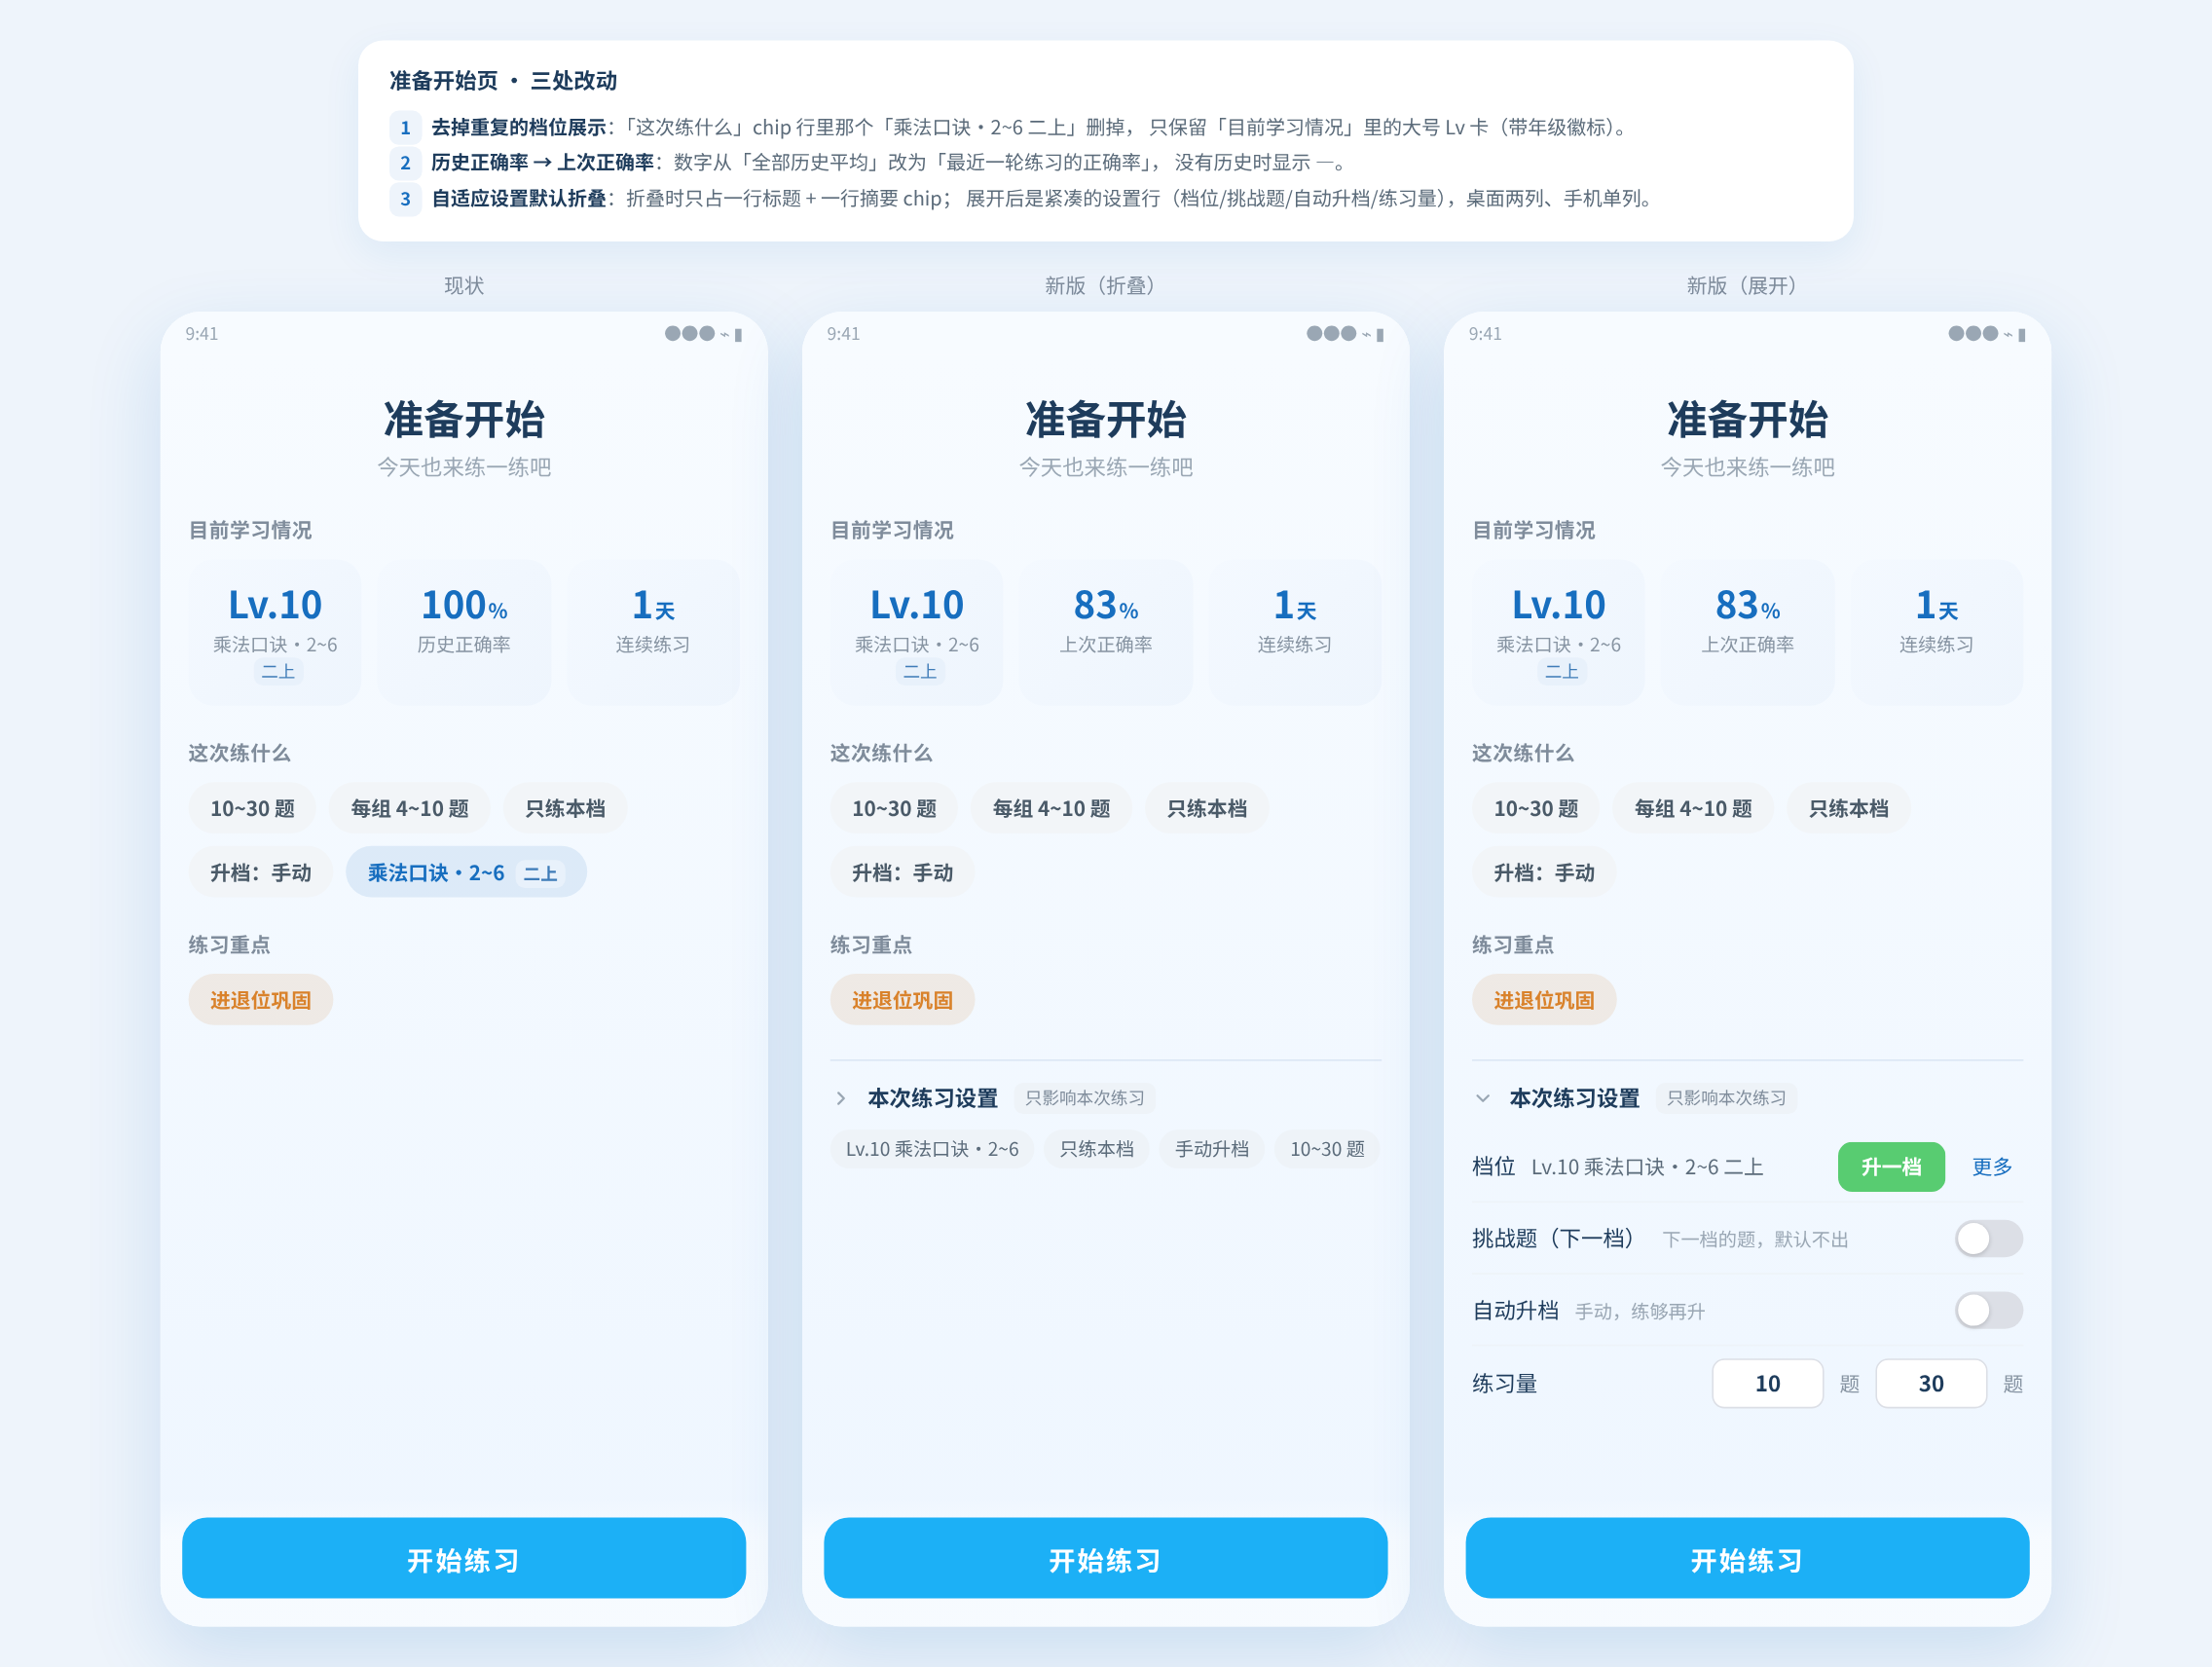 准备开始页 · 三处改动
1 去掉重复的档位展示：「这次练什么」chip 行里那个「乘法口诀·2~6 二上」删掉， 只保留「目前学习情况」里的大号 Lv 卡（带年级徽标）。
2 历史正确率 → 上次正确率：数字从「全部历史平均」改为「最近一轮练习的正确率」， 没有历史时显示 —。
3 自适应设置默认折叠：折叠时只占一行标题 + 一行摘要 chip； 展开后是紧凑的设置行（档位/挑战题/自动升档/练习量），桌面两列、手机单列。
现状
9:41
准备开始
今天也来练一练吧
目前学习情况
Lv.10
乘法口诀·2~6
二上
100%
历史正确率
1天
连续练习
这次练什么
10~30 题 每组 4~10 题 只练本档
升档：手动 乘法口诀·2~6 二上
练习重点
进退位巩固
开始练习
新版（折叠）
9:41
准备开始
今天也来练一练吧
目前学习情况
Lv.10
乘法口诀·2~6
二上
83%
上次正确率
1天
连续练习
这次练什么
10~30 题 每组 4~10 题 只练本档
升档：手动
练习重点
进退位巩固
本次练习设置 只影响本次练习
Lv.10 乘法口诀·2~6 只练本档 手动升档 10~30 题
开始练习
新版（展开）
9:41
准备开始
今天也来练一练吧
目前学习情况
Lv.10
乘法口诀·2~6
二上
83%
上次正确率
1天
连续练习
这次练什么
10~30 题 每组 4~10 题 只练本档
升档：手动
练习重点
进退位巩固
本次练习设置 只影响本次练习
档位 Lv.10 乘法口诀·2~6 二上 升一档 更多
挑战题（下一档） 下一档的题，默认不出
自动升档 手动，练够再升
练习量 10 题 30 题
开始练习